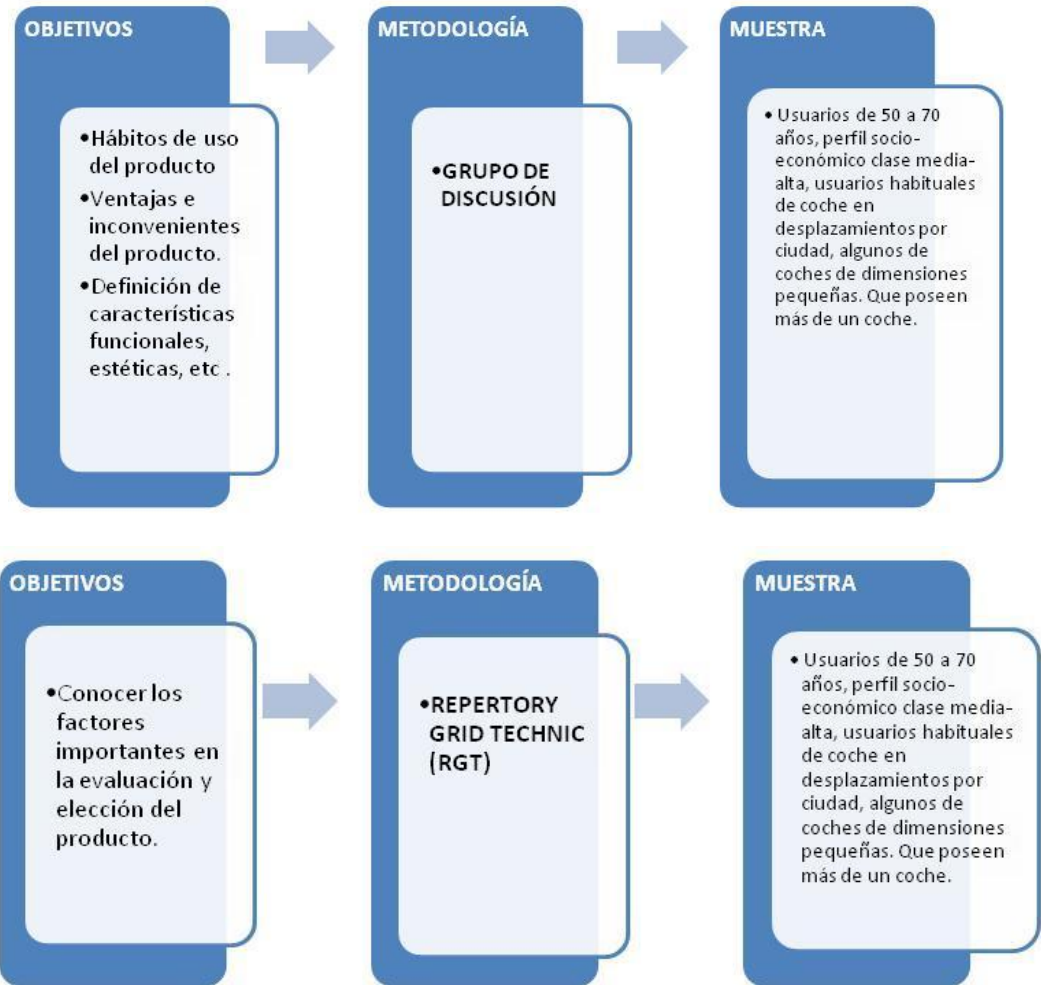 OBJETIVOS
•Hábitos de uso
del producto
•Ventajas e
inconvenientes
del producto.
•Definición de
características
funcionales,
estéticas, etc .
METODOLOGÍA
•GRUPO DE
DISCUSIÓN
MUESTRA
• Usuarios de 50 a 70
años, perfil socio-
económico clase media-
alta, usuarios habituales
de coche en
desplazamientos por
ciudad, algunos de
coches de dimensiones
pequeñas. Que poseen
más de un coche.
OBJETIVOS
•Conocer los
factores
importantes en
la evaluación y
elección del
producto.
METODOLOGÍA
•REPERTORY
GRID TECHNIC
(RGT)
MUESTRA
• Usuarios de 50 a 70
años, perfil socio-
económico clase media-
alta, usuarios habituales
de coche en
desplazamientos por
ciudad, algunos de
coches de dimensiones
pequeñas. Que poseen
más de un coche.